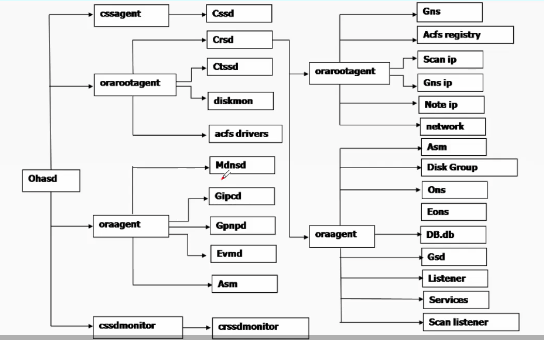 Ohasd
cssagent
Cssd
orarootagent
Crsd
Ctssd
diskmon
acfs drivers
oraagent
Mdnsd
Gipcd
Gpnpd
Evmd
Asm
cssdmonitor
crssdmonitor
orarootagent
Gns
Acfs registry
Scan ip
Gns ip
Note ip
network
oraagent
Asm
Disk Group
Ons
Eons
DB.db
Gsd
Listener
Services
Scan listener